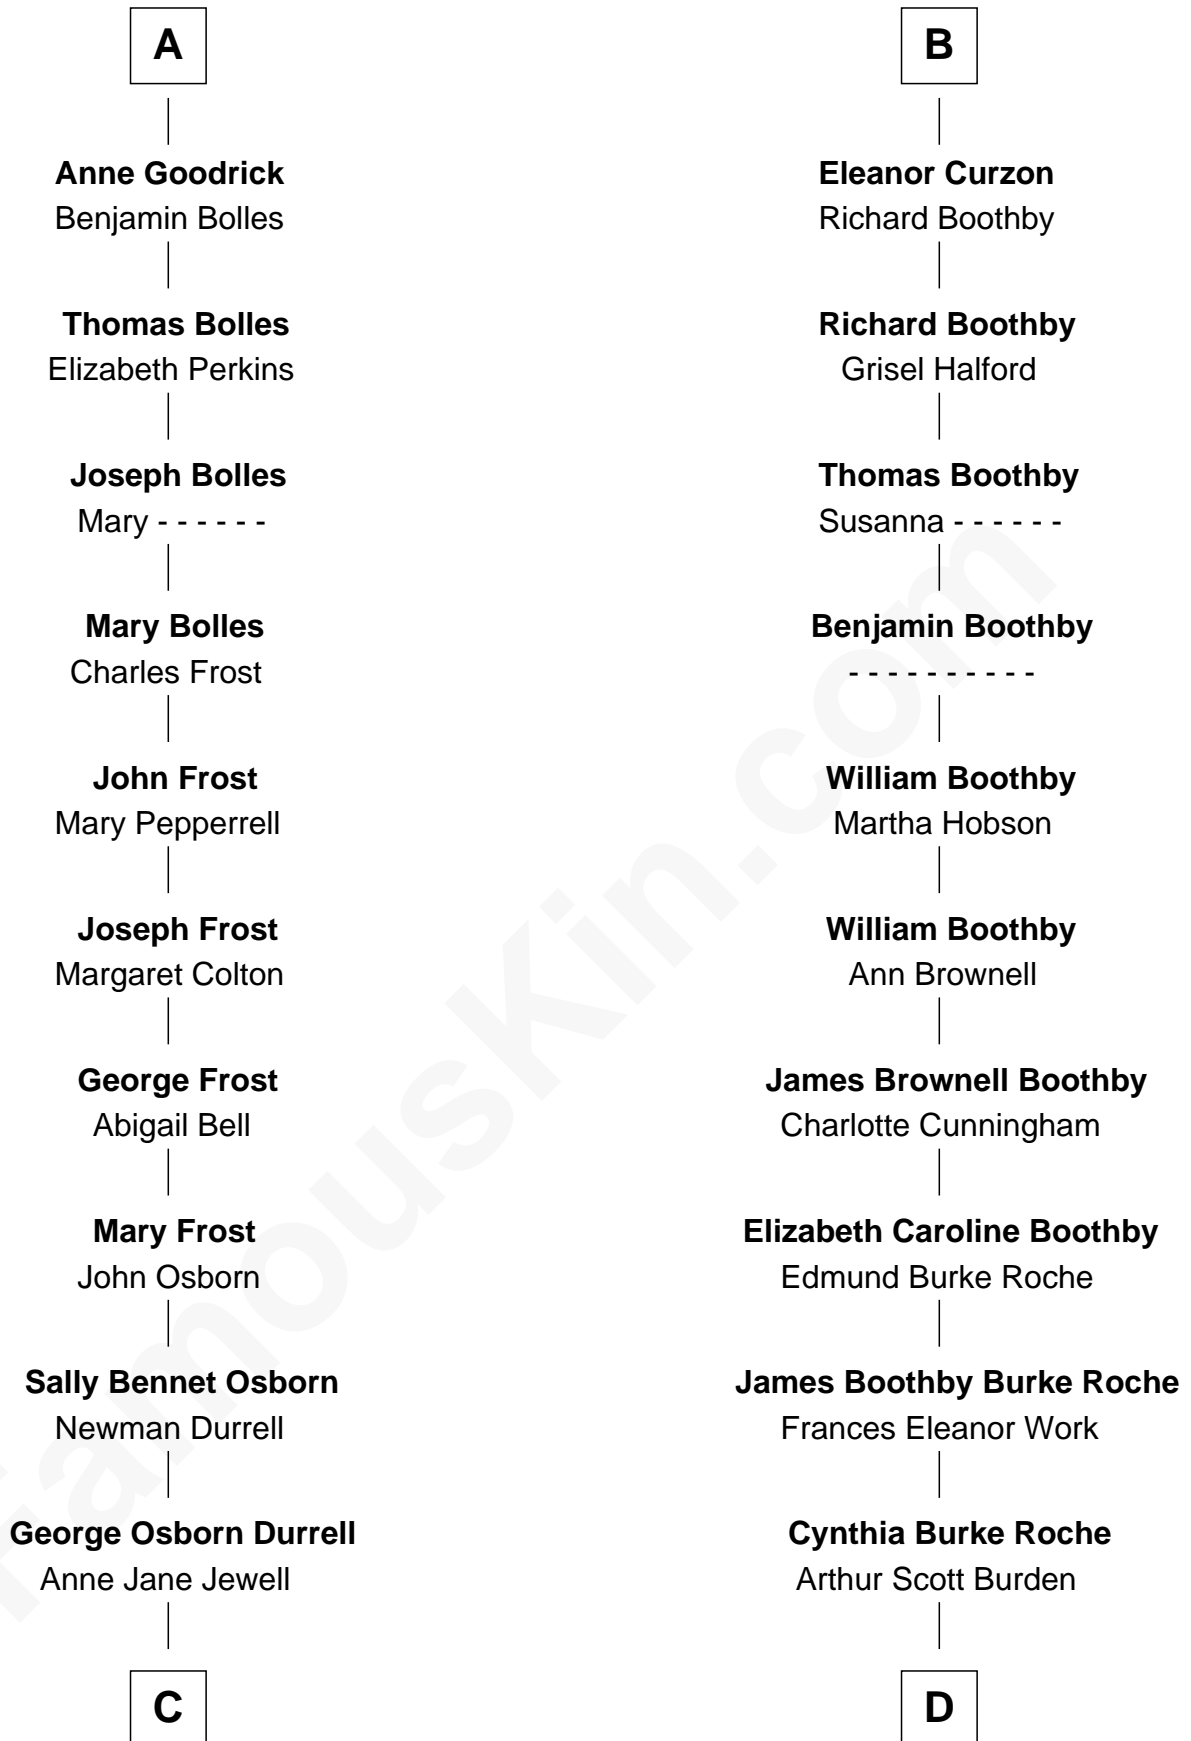 A
Anne Goodrick
Benjamin Bolles
Thomas Bolles
Elizabeth Perkins
Joseph Bolles
Mary - - - - - -
Mary Bolles
Charles Frost
John Frost
Mary Pepperrell
Joseph Frost
Margaret Colton
George Frost
Abigail Bell
Mary Frost
John Osborn
Sally Bennet Osborn
Newman Durrell
George Osborn Durrell
Anne Jane Jewell
C
B
Eleanor Curzon
Richard Boothby
Richard Boothby
Grisel Halford
Thomas Boothby
Susanna - - - - - -
Benjamin Boothby
- - - - - - - - - -
William Boothby
Martha Hobson
William Boothby
Ann Brownell
James Brownell Boothby
Charlotte Cunningham
Elizabeth Caroline Boothby
Edmund Burke Roche
James Boothby Burke Roche
Frances Eleanor Work
Cynthia Burke Roche
Arthur Scott Burden
D
FamousKin.com